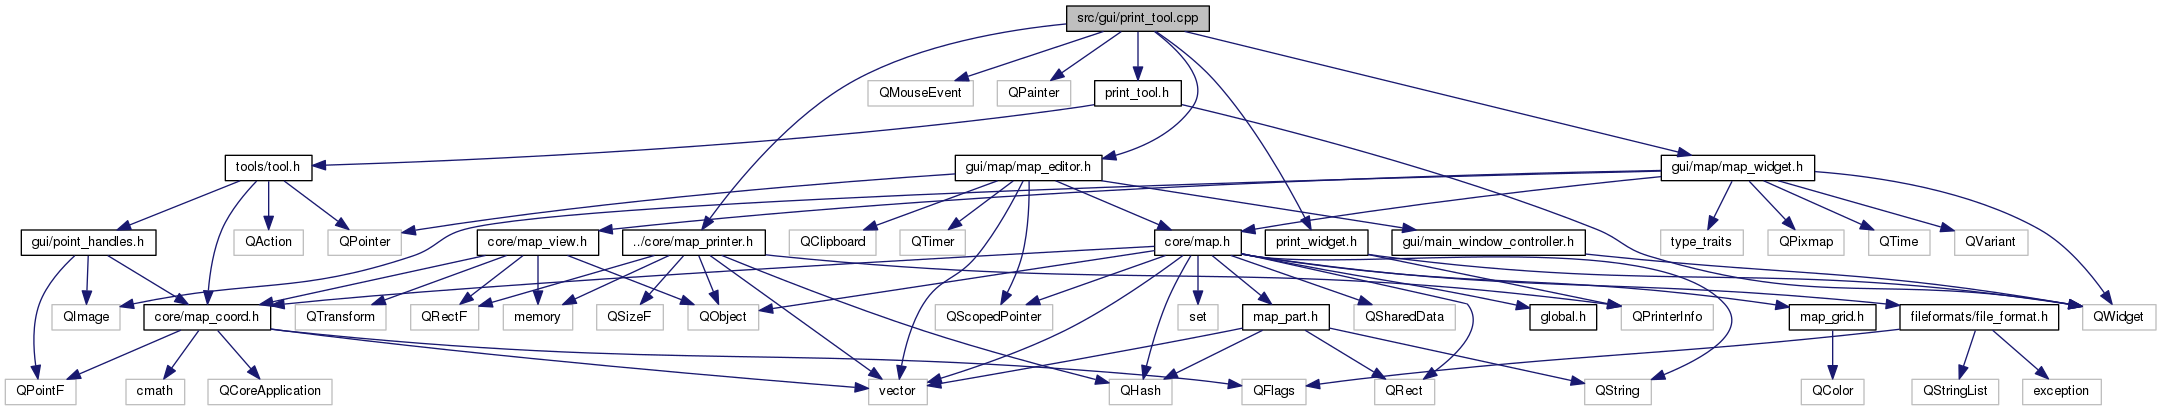 src/gui/print_tool.cpp
QMouseEvent
QPainter
print_tool.h
tools/tool.h
gui/map/map_editor.h
gui/map/map_widget.h
gui/point_handles.h
QAction
QPointer
core/map_view.h
../core/map_printer.h
QClipboard
QTimer
core/map.h
print_widget.h
gui/main_window_controller.h
type_traits
QPixmap
QTime
QVariant
QImage
core/map_coord.h
QTransform
QRectF
memory
QSizeF
QObject
QScopedPointer
set
map_part.h
QSharedData
global.h
QPrinterInfo
map_grid.h
fileformats/file_format.h
QWidget
QPointF
cmath
QCoreApplication
vector
QHash
QFlags
QRect
QString
QColor
QStringList
exception